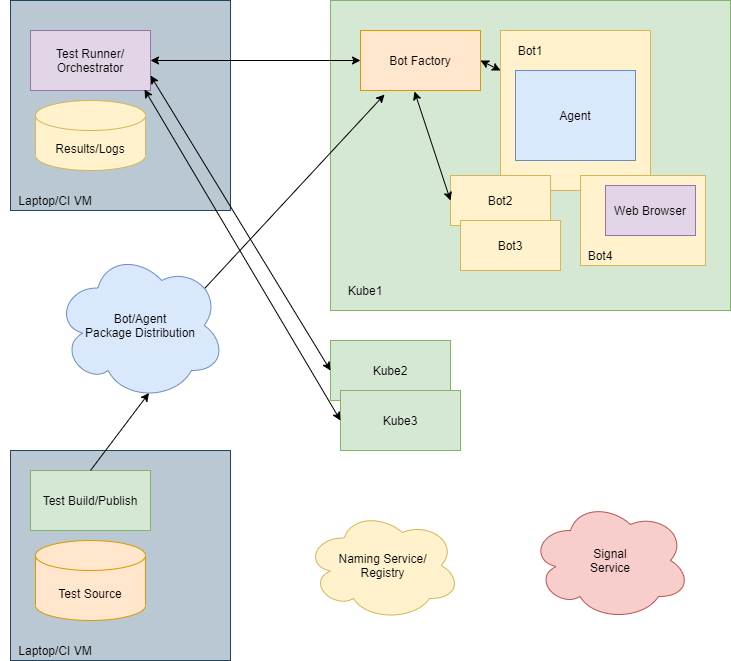 Test Runner/
Orchestrator
Results/Logs
Laptop/CI VM
Bot Factory
Bot1
Agent
Bot2
Bot3
Web Browser
Bot4
Kube1
Bot/Agent
Package Distribution
Kube2
Kube3
Test Build/Publish
Test Source
Laptop/CI VM
Naming Service/
Registry
Signal
Service